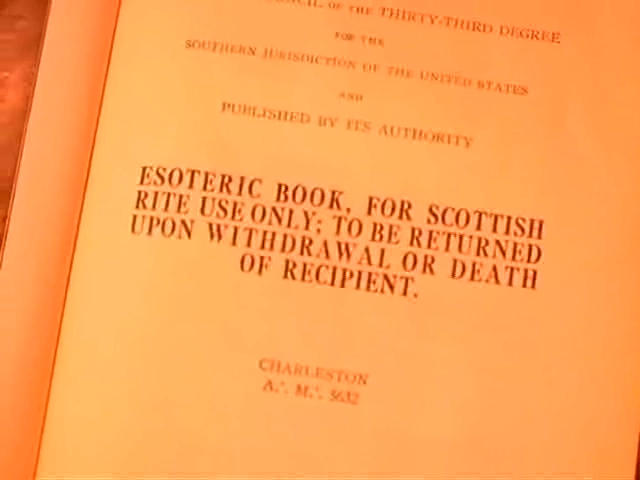 OF THE THIRTY-THIRD DEGREE
FOR THE
SOUTHERN JURISDICTION OF THE UNITED STATES
AND
PUBLISHED BY ITS AUTHORITY
ESOTERIC BOOK, FOR SCOTTISH
RITE USE ONLY; TO BE RETURNED
UPON WITHDRAWAL OR DEATH
OF RECIPIENT.
CHARLESTON
A∴ M∴ 5632